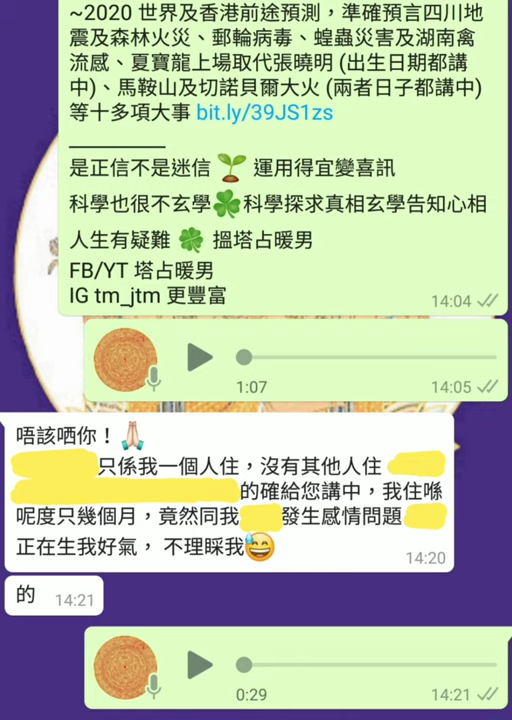 ~2020 世界及香港前途預測，準確預言四川地
震及森林火災、郵輪病毒、蝗蟲災害及湖南禽
流感、夏寶龍上場取代張曉明 (出生日期都講
中)、馬鞍山及切諾貝爾大火 (兩者日子都講中)
等十多項大事 bit.ly/39JS1zs
是正信不是迷信🌱 運用得宜變喜訊
科學也很不玄學🍀科學探求真相玄學告知心相
人生有疑難 🍀 搵塔占暖男
FB/YT 塔占暖男
IG tm_jtm 更豐富
14:04
1:07
14:05
唔該哂你！🙏🏻
只係我一個人住，沒有其他人住
的確給您講中，我住喺
呢度只幾個月，竟然同我 發生感情問題
正在生我好氣， 不理睬我😅
14:20
的 14:21
0:29
14:21